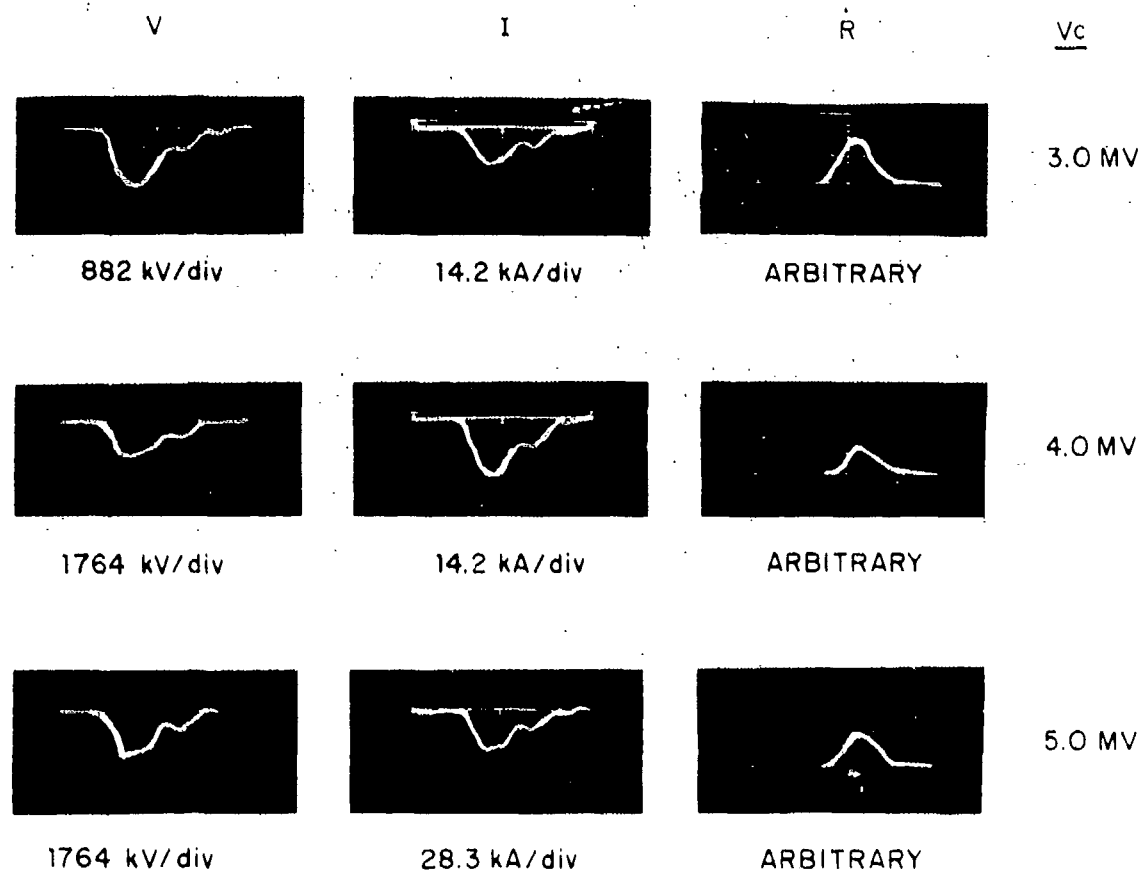 V I R Vc
3.0 MV
882 kV/div 14.2 kA/div ARBITRARY
4.0 MV
1764 kV/div 14.2 kA/div ARBITRARY
5.0 MV
1764 kV/div 28.3 kA/div ARBITRARY